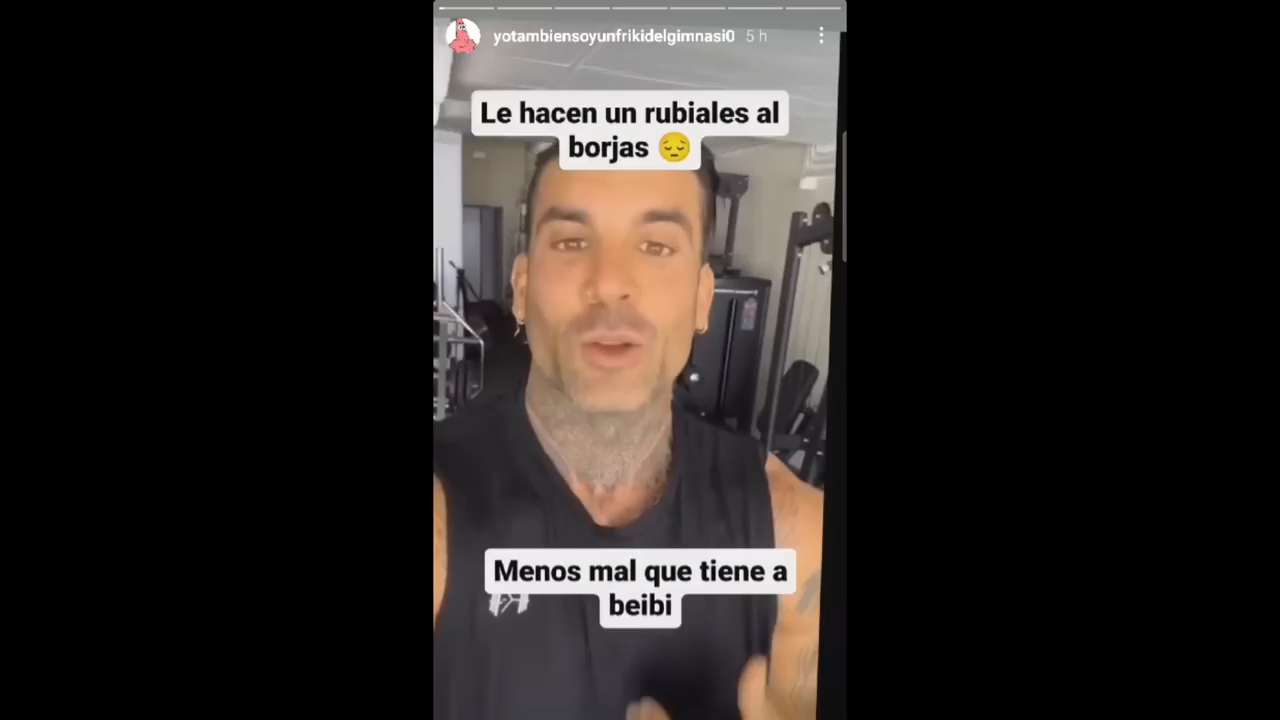 yotambiensoyunfrikidelgimnasi0 5 h
Le hacen un rubiales al
borjas 😔
Menos mal que tiene a
beibi